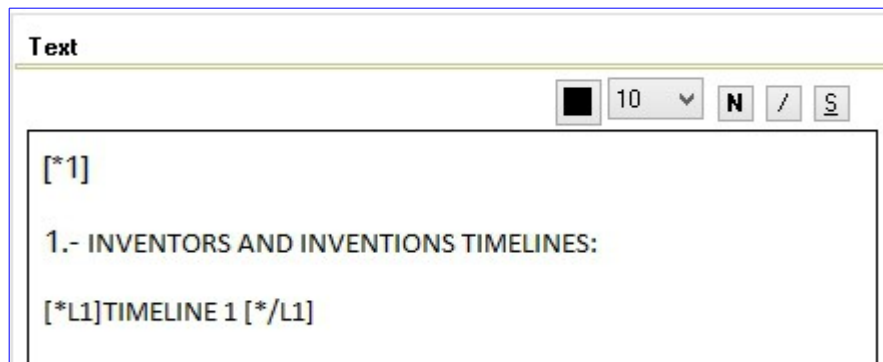 Text
10 N / S
[*1]
1.- INVENTORS AND INVENTIONS TIMELINES:
[*L1]TIMELINE 1 [*/L1]